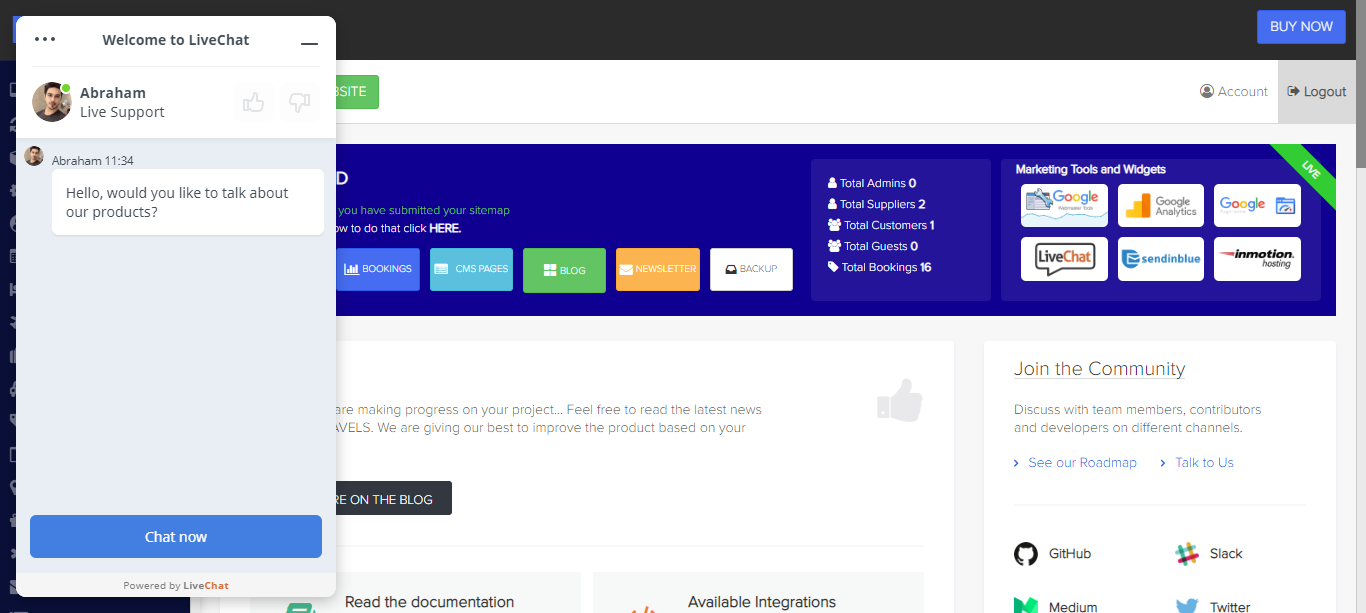 BUY NOW
Welcome to LiveChat
Abraham
Live Support
Abraham 11:34
Hello, would you like to talk about
our products?
Chat now
Powered by LiveChat
BSITE
Account
Logout
D
you have submitted your sitemap
ow to do that click HERE.
BOOKINGS
CMS PAGES
BLOG
NEWSLETTER
BACKUP
Total Admins 0
Total Suppliers 2
Total Customers 1
Total Guests 0
Total Bookings 16
Marketing Tools and Widgets
LIVE
Google
Webmaster Tools
Google
Analytics
Google
LiveChat
sendinblue
inmotion
hosting
are making progress on your project... Feel free to read the latest news
AVELS. We are giving our best to improve the product based on your
RE ON THE BLOG
Read the documentation
Available Integrations
Join the Community
Discuss with team members, contributors
and developers on different channels.
See our Roadmap
Talk to Us
GitHub
Slack
Medium
Twitter